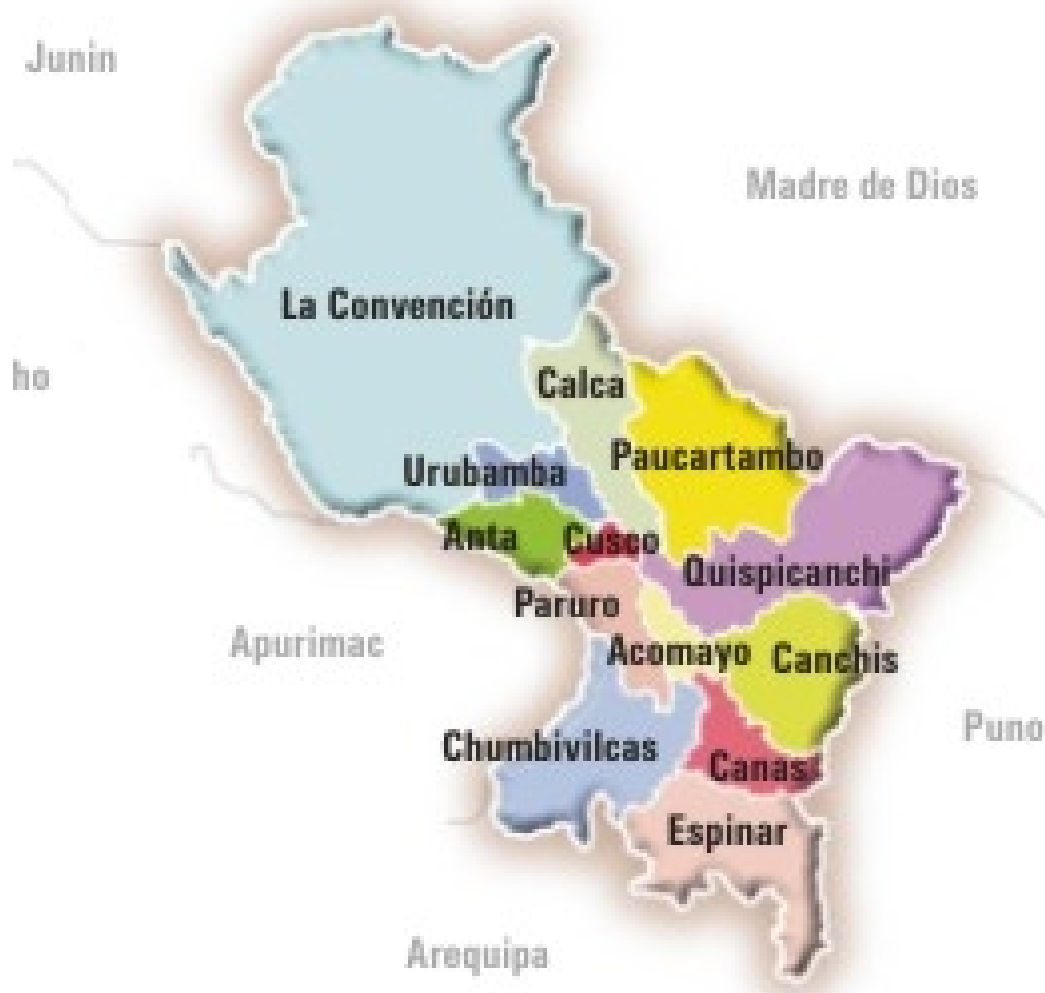 Junin
Madre de Dios
La Convención
ho
Calca
Paucartambo
Urubamba
Anta
Cusco
Quispicanchi
Paruro
Apurimac
Acomayo
Canchis
Puno
Chumbivilcas
Canas
Espinar
Arequipa